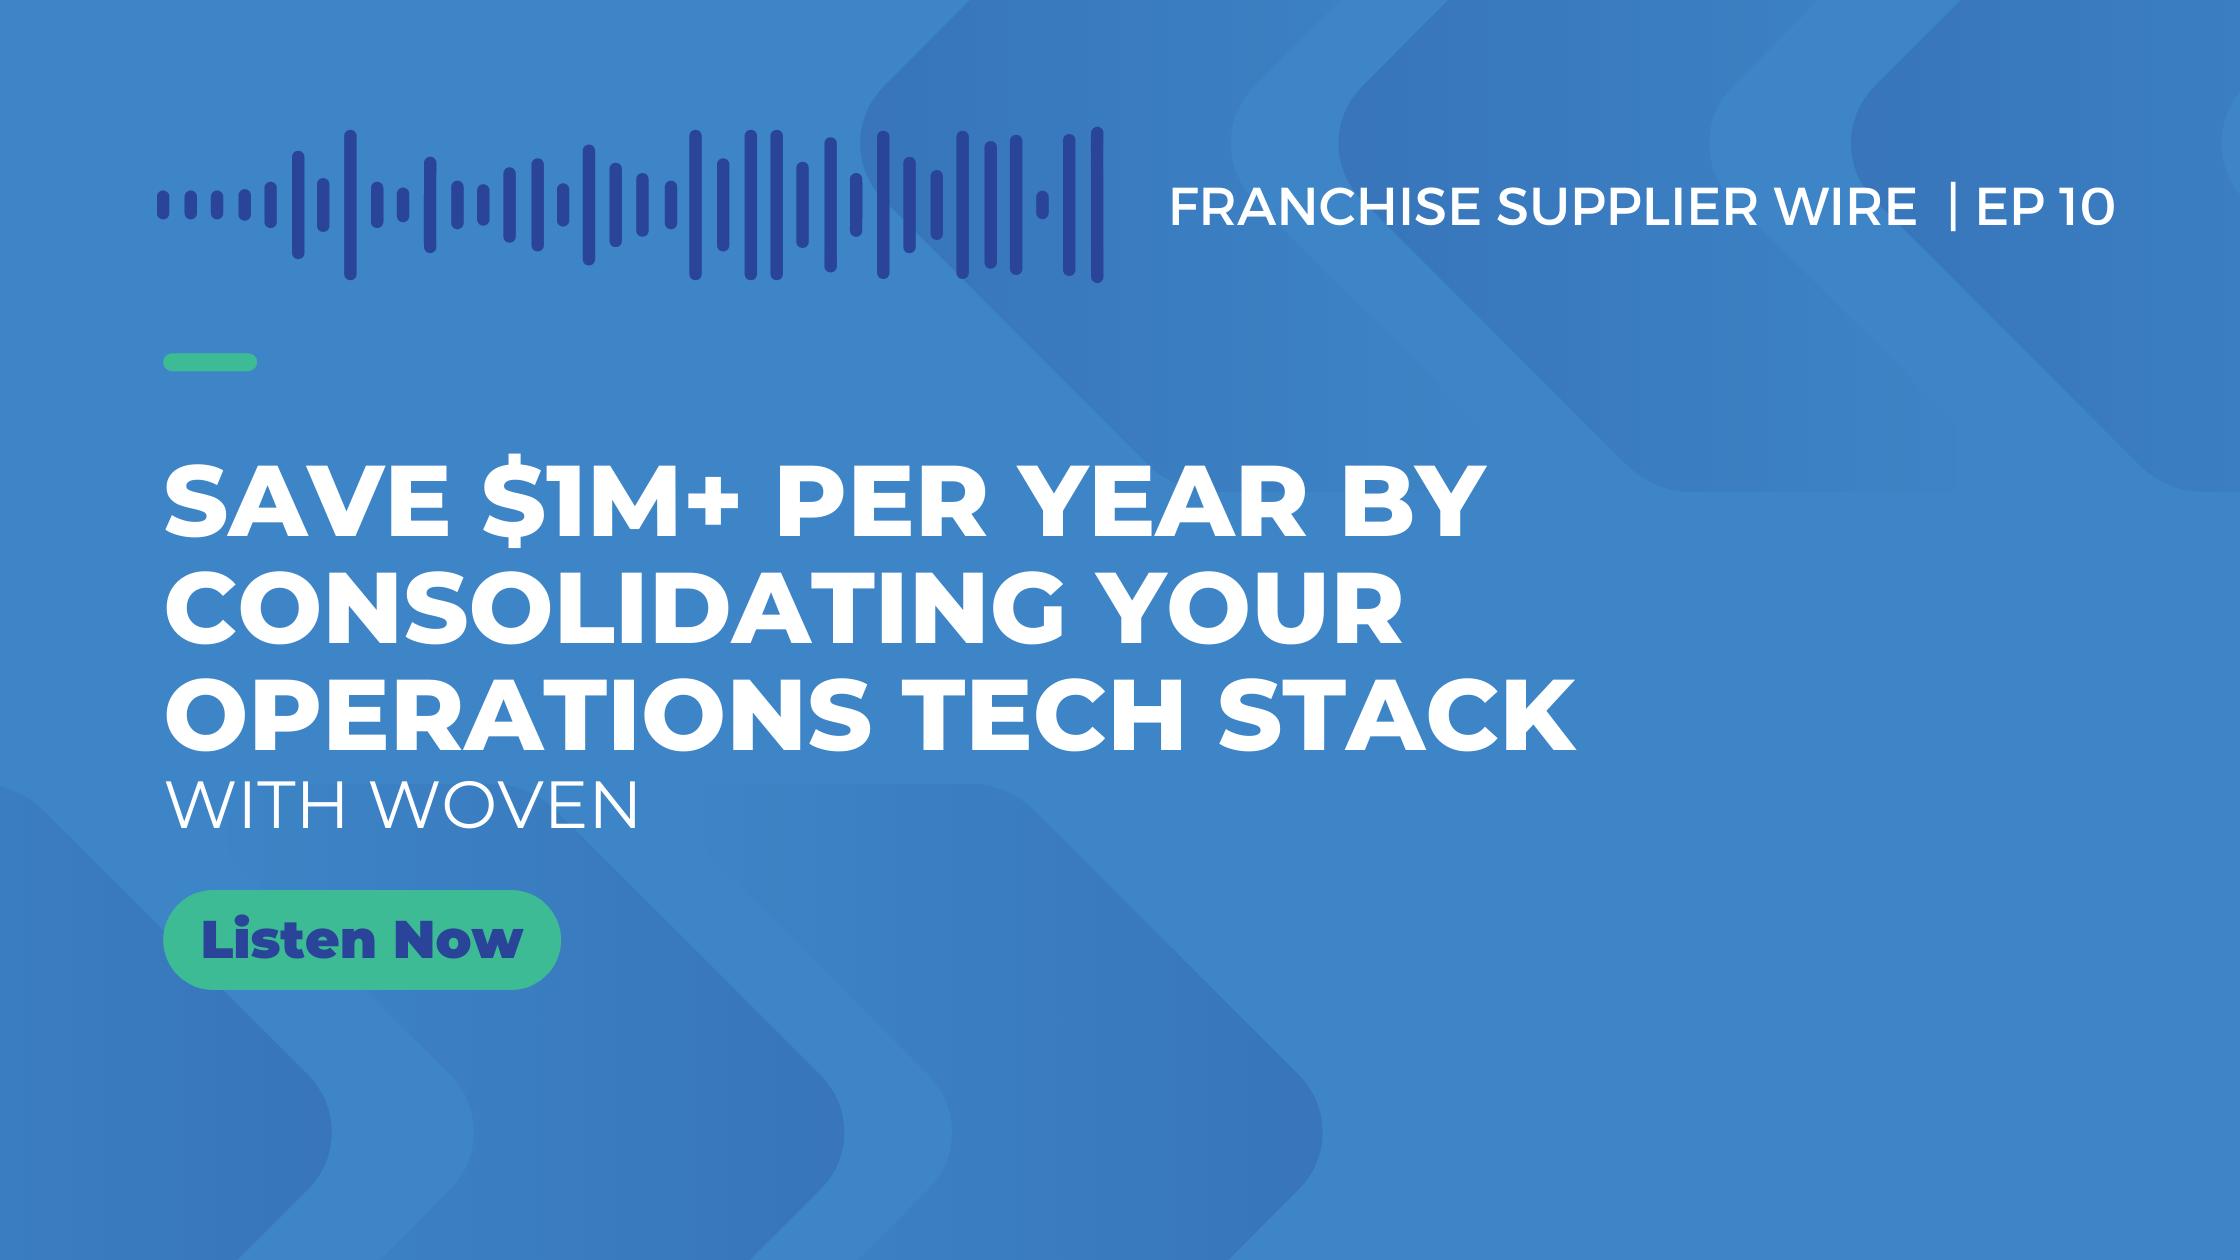 FRANCHISE SUPPLIER WIRE | EP 10
SAVE $1M+ PER YEAR BY
CONSOLIDATING YOUR
OPERATIONS TECH STACK
WITH WOVEN
Listen Now